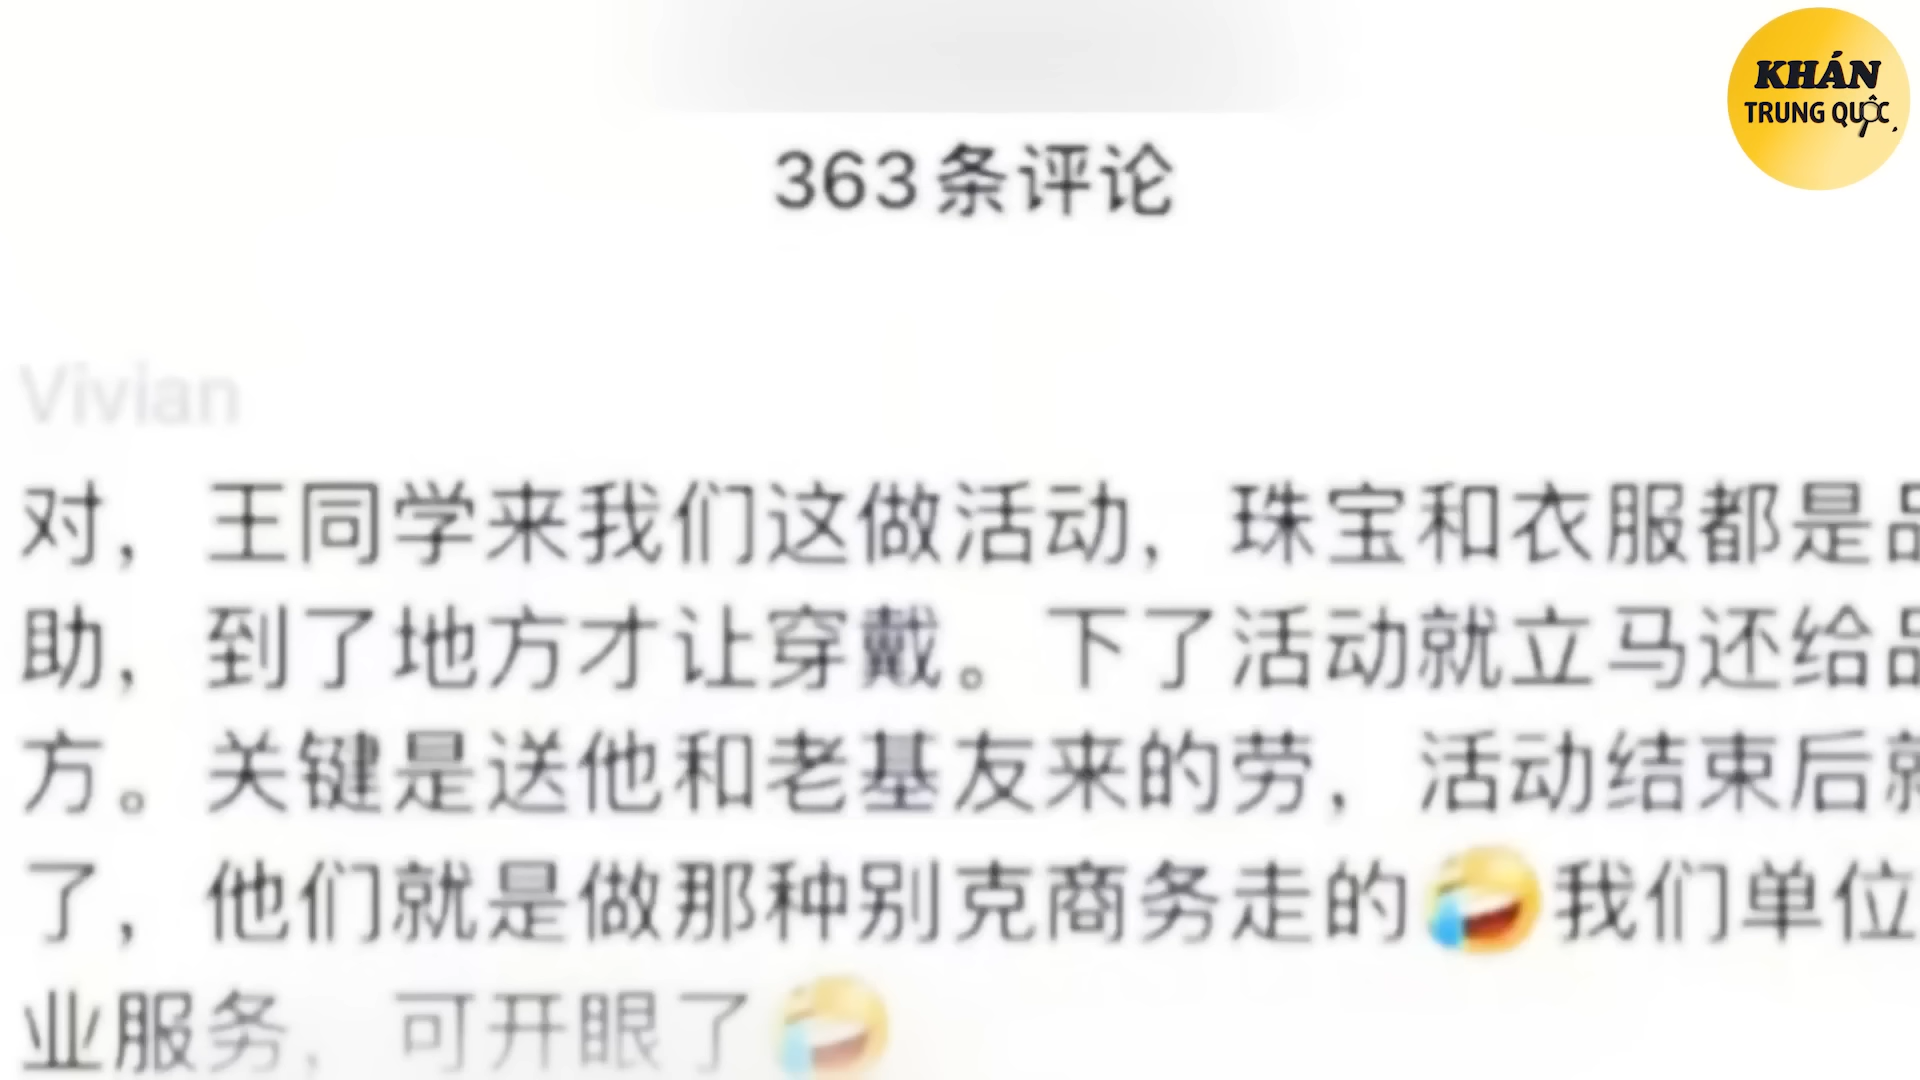 KHÁN
TRUNG QUỐC
363条评论
Vivian
对，王同学来我们这做活动，珠宝和衣服都是品
助，到了地方才让穿戴。下了活动就立马还给品
方。关键是送他和老基友来的劳，活动结束后就
了，他们就是做那种别克商务走的🤣我们单位
业服务，可开眼了🤣